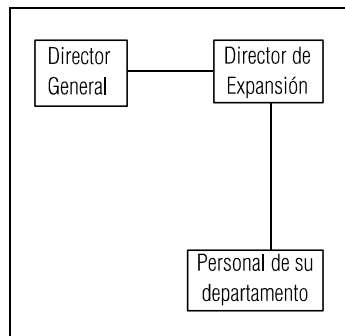 Director
General
Director de
Expansión
Personal de su
departamento